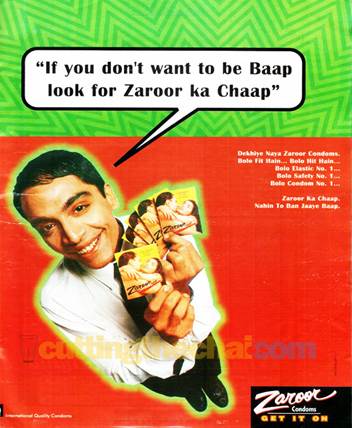 “If you don't want to be Baap
look for Zaroor ka Chaap”
Dekhiye Naya Zaroor Condoms.
Bolo Fit Hain... Bolo Hit Hain...
Bolo Elastic No. 1...
Bolo Safety No. 1...
Bolo Condom No. 1...
Zaroor Ka Chaap.
Nahin To Ban Jaaye Baap.
Zaroor
cuttingthechai.com
Zaroor
Condoms
GET IT ON
International Quality Condoms